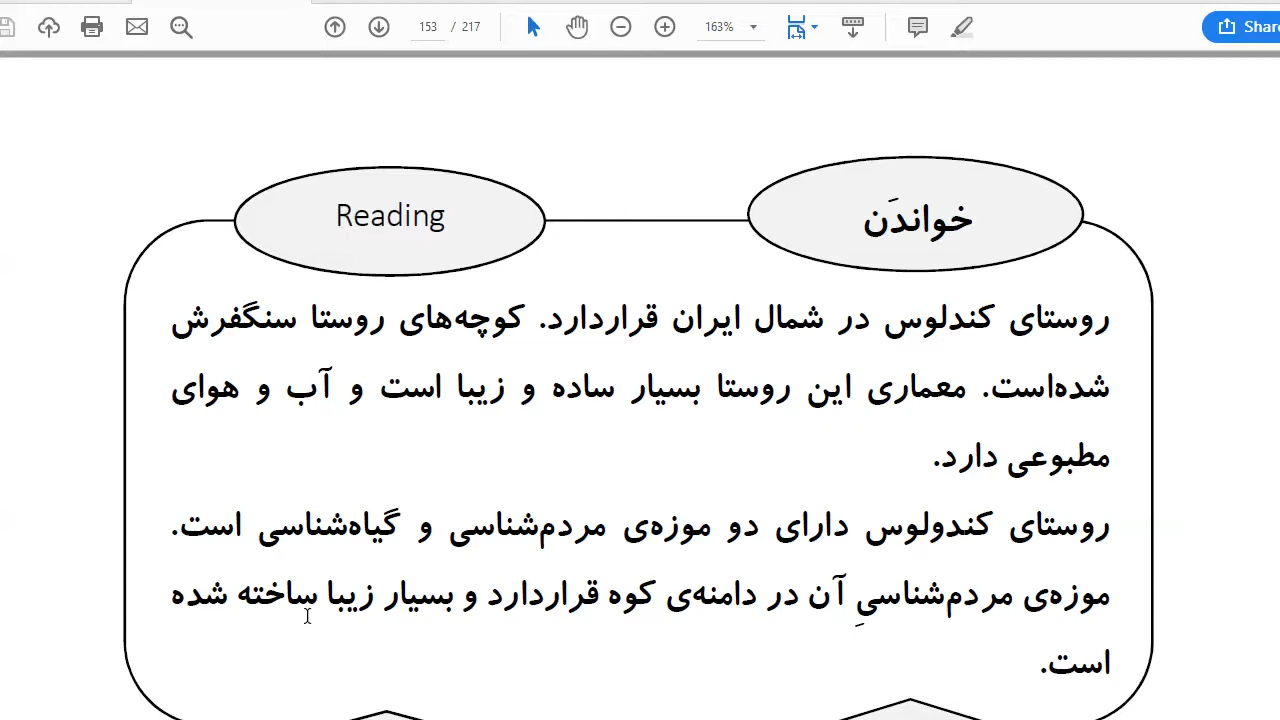 153 / 217
163%
Share
Reading
خواندَن
روستای کندلوس در شمال ایران قراردارد. کوچه‌های روستا سنگفرش
شده‌است. معماری این روستا بسیار ساده و زیبا است و آب و هوای
مطبوعی دارد.
روستای کندولوس دارای دو موزه‌ی مردم‌شناسی و گیاه‌شناسی است.
موزه‌ی مردم‌شناسیِ آن در دامنه‌ی کوه قراردارد و بسیار زیبا ساخته شده
است.